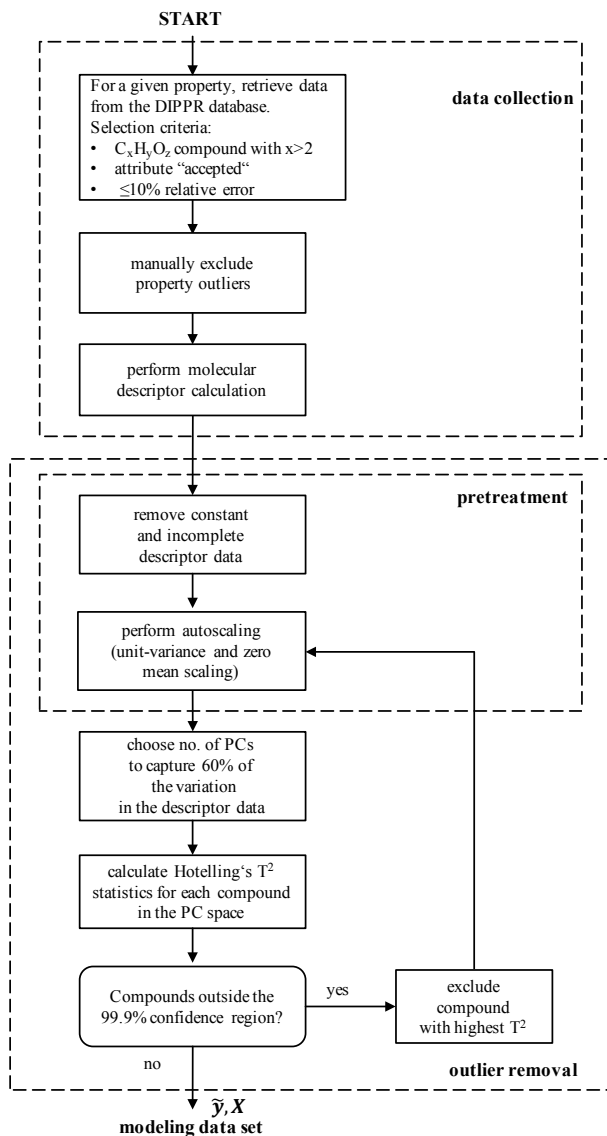 START
data collection
For a given property, retrieve data
from the DIPPR database.
Selection criteria:
• CₓHᵧO_z compound with x>2
• attribute “accepted“
• ≤10% relative error
manually exclude
property outliers
perform molecular
descriptor calculation
pretreatment
remove constant
and incomplete
descriptor data
perform autoscaling
(unit-variance and zero
mean scaling)
choose no. of PCs
to capture 60% of
the variation
in the descriptor data
calculate Hotelling‘s T²
statistics for each compound
in the PC space
Compounds outside the
99.9% confidence region?
yes
exclude
compound
with highest T²
no
outlier removal
ỹ, X
modeling data set